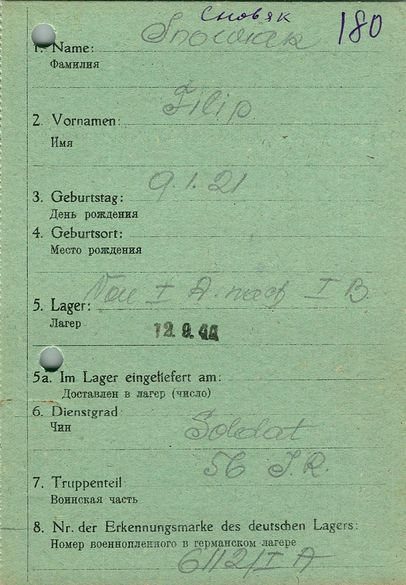 Сновяк 180
1. Name: Snowiak
Фамилия
2. Vornamen: Filip
Имя
9.1.21
3. Geburtstag:
День рождения
4. Geburtsort:
Место рождения
Von I A. nach I B.
5. Lager:
Лагер
12.9.44
5a. Im Lager eingeliefert am:
Доставлен в лагер (число)
6. Dienstgrad:
Чин
Soldat
56 J.R.
7. Truppenteil:
Воинская часть
8. Nr. der Erkennungsmarke des deutschen Lagers:
Номер военнопленного в германском лагере
6112/I A